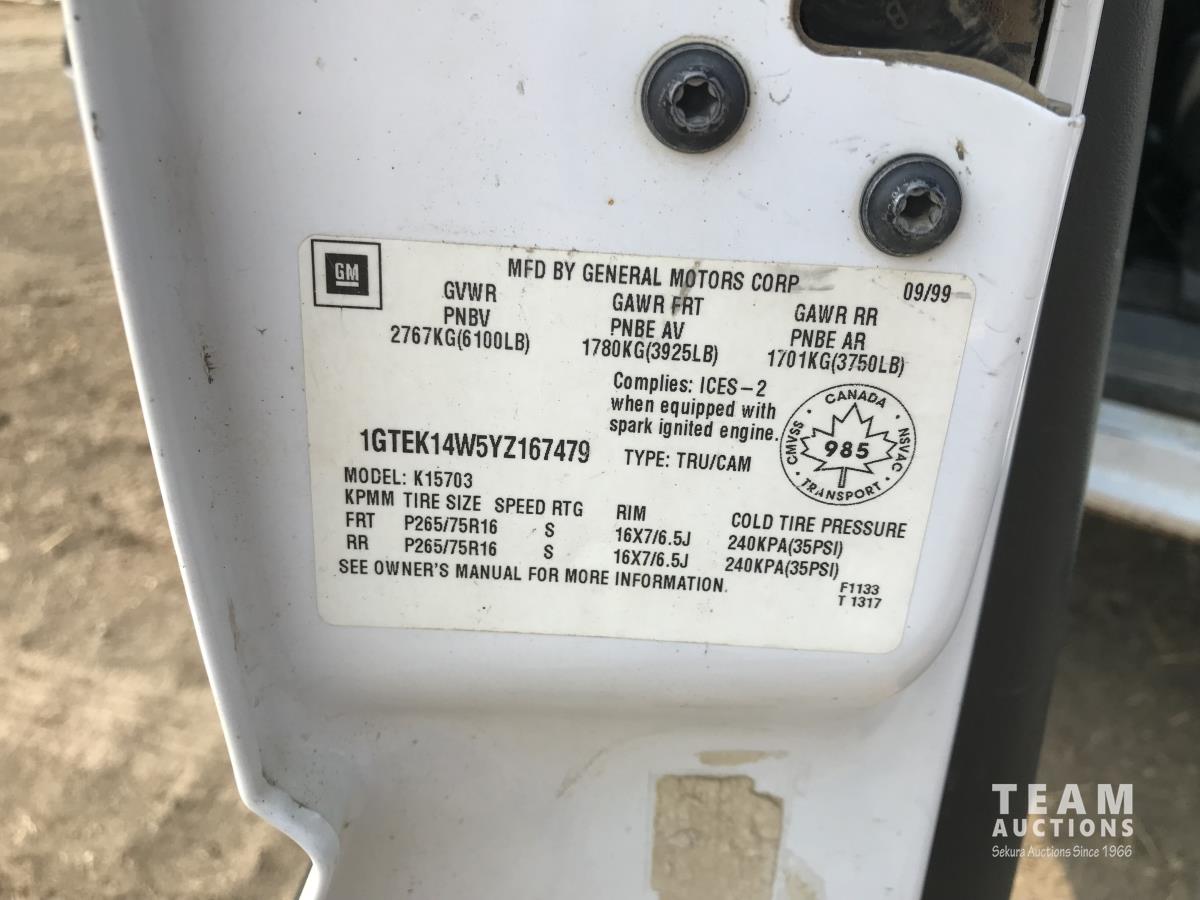 GM
MFD BY GENERAL MOTORS CORP 09/99
GVWR GAWR FRT GAWR RR
PNBV PNBE AV PNBE AR
2767KG(6100LB) 1780KG(3925LB) 1701KG(3750LB)
Complies: ICES-2
when equipped with
spark ignited engine.
1GTEK14W5YZ167479 TYPE: TRU/CAM
CANADA
CMVSS 985 NSVAC
TRANSPORT
MODEL: K15703
KPMM TIRE SIZE SPEED RTG RIM COLD TIRE PRESSURE
FRT P265/75R16 S 16X7/6.5J 240KPA(35PSI)
RR P265/75R16 S 16X7/6.5J 240KPA(35PSI)
SEE OWNER'S MANUAL FOR MORE INFORMATION.
F1133
T 1317
TEAM
AUCTIONS
Sekura Auctions Since 1966